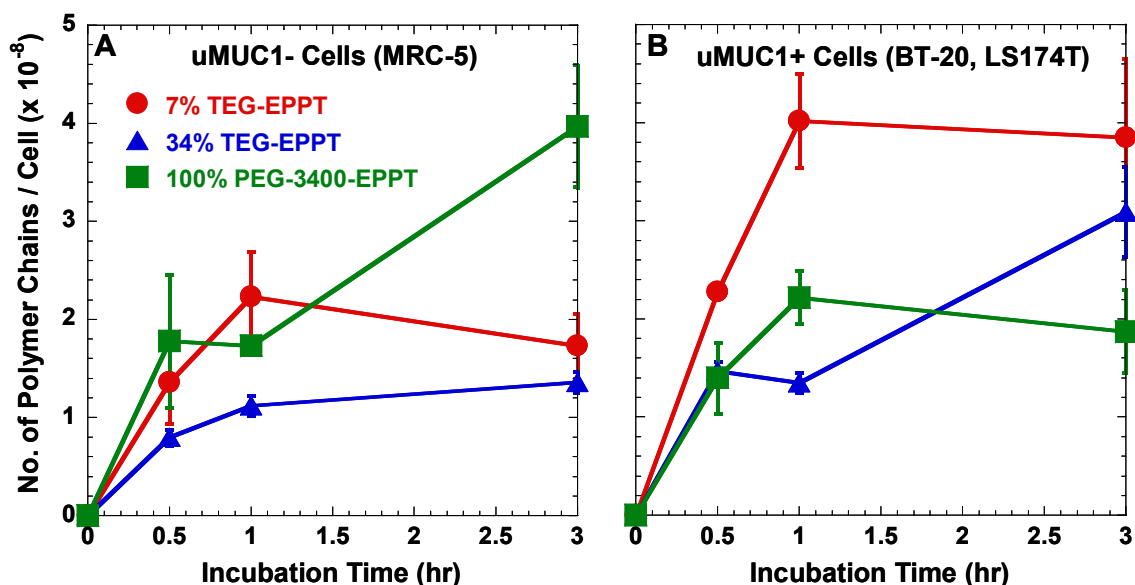 No. of Polymer Chains / Cell (x 10⁻⁸)
A
uMUC1- Cells (MRC-5)
7% TEG-EPPT
34% TEG-EPPT
100% PEG-3400-EPPT
5
4
3
2
1
0
0 0.5 1 1.5 2 2.5 3
Incubation Time (hr)
B
uMUC1+ Cells (BT-20, LS174T)
0 0.5 1 1.5 2 2.5 3
Incubation Time (hr)